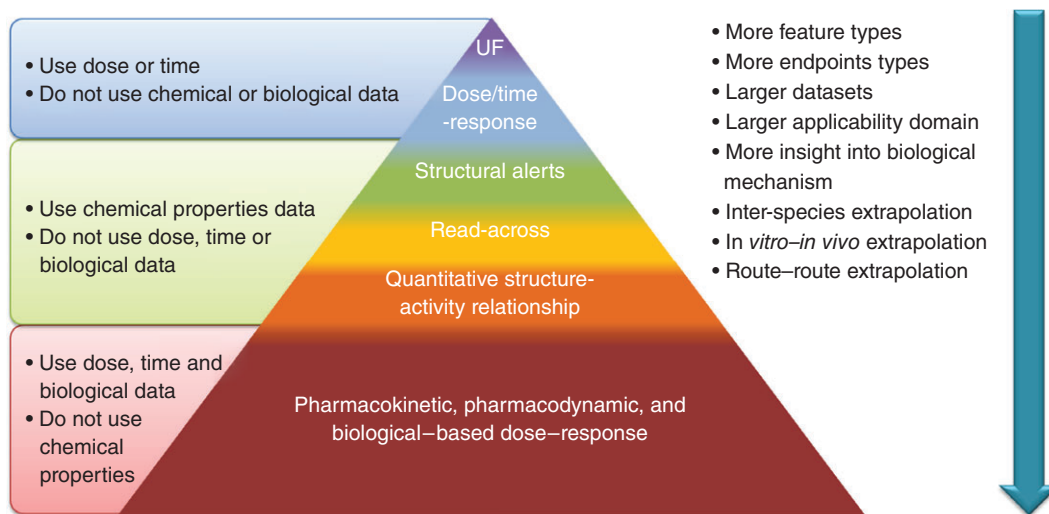 • Use dose or time
• Do not use chemical or biological data
• Use chemical properties data
• Do not use dose, time or
biological data
• Use dose, time and
biological data
• Do not use
chemical
properties
UF
Dose/time
-response
Structural alerts
Read-across
Quantitative structure-
activity relationship
Pharmacokinetic, pharmacodynamic, and
biological–based dose–response
• More feature types
• More endpoints types
• Larger datasets
• Larger applicability domain
• More insight into biological
mechanism
• Inter-species extrapolation
• In vitro–in vivo extrapolation
• Route–route extrapolation